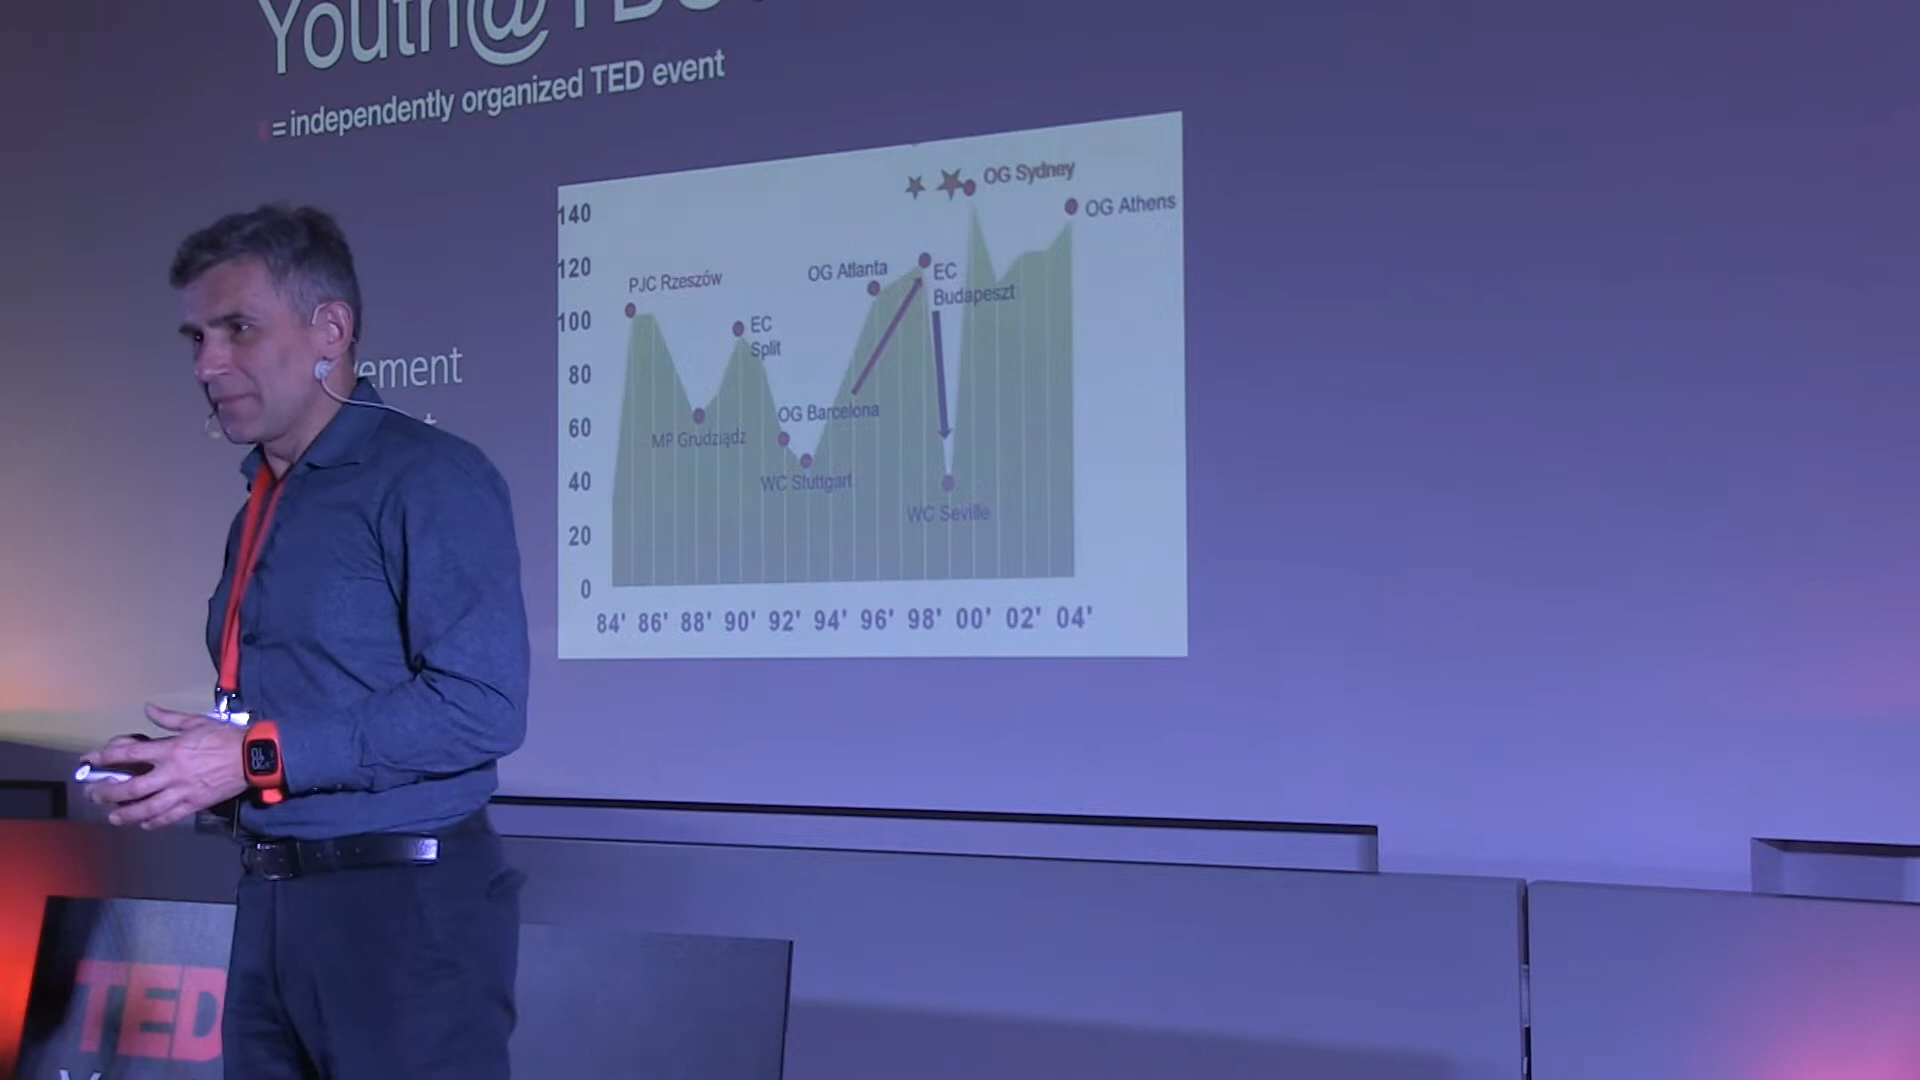 Youth@
=independently organized TED event
ement
OG Sydney
OG Athens
140
120
100
80
60
40
20
0
PJC Rzeszów
OG Atlanta
EC
Budapeszt
EC
Split
OG Barcelona
MP Grudziądz
WC Stuttgart
WC Seville
84' 86' 88' 90' 92' 94' 96' 98' 00' 02' 04'
TED